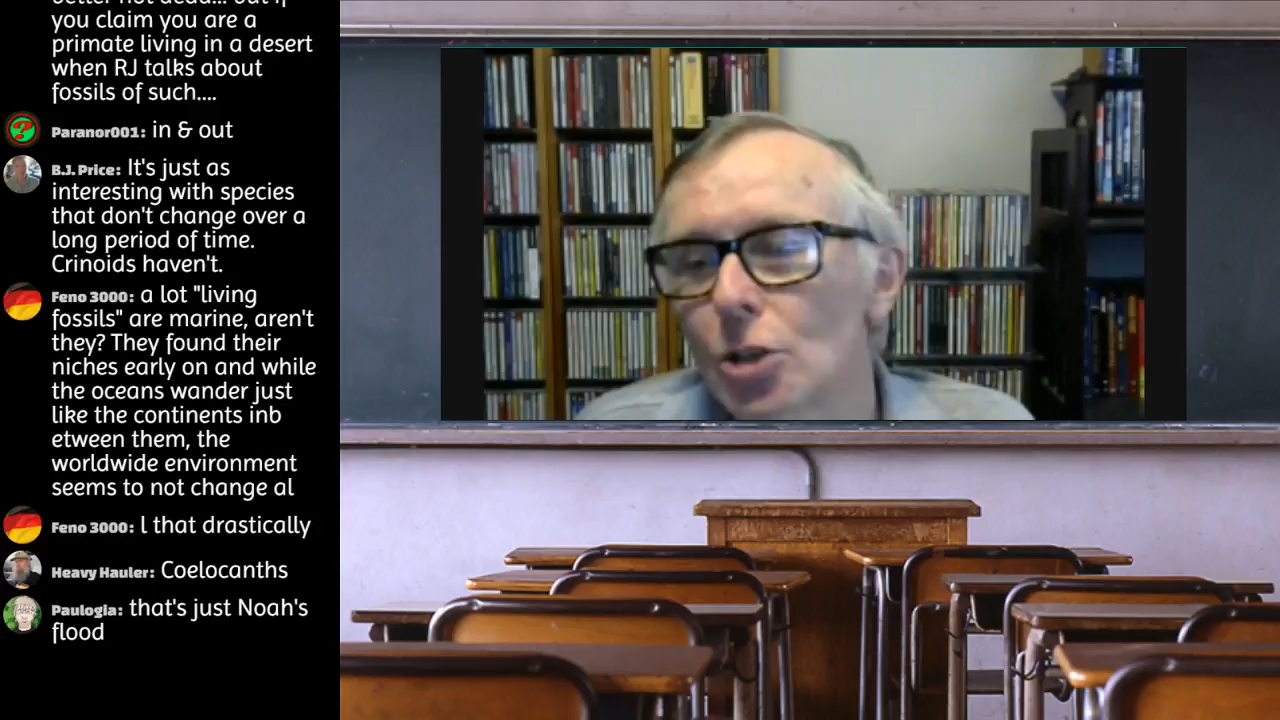 better not dead... but if
you claim you are a
primate living in a desert
when RJ talks about
fossils of such....
Paranor001: in & out
B.J. Price: It's just as
interesting with species
that don't change over a
long period of time.
Crinoids haven't.
Feno 3000: a lot "living
fossils" are marine, aren't
they? They found their
niches early on and while
the oceans wander just
like the continents inb
etween them, the
worldwide environment
seems to not change al
Feno 3000: l that drastically
Heavy Hauler: Coelocanths
Paulogia: that's just Noah's
flood